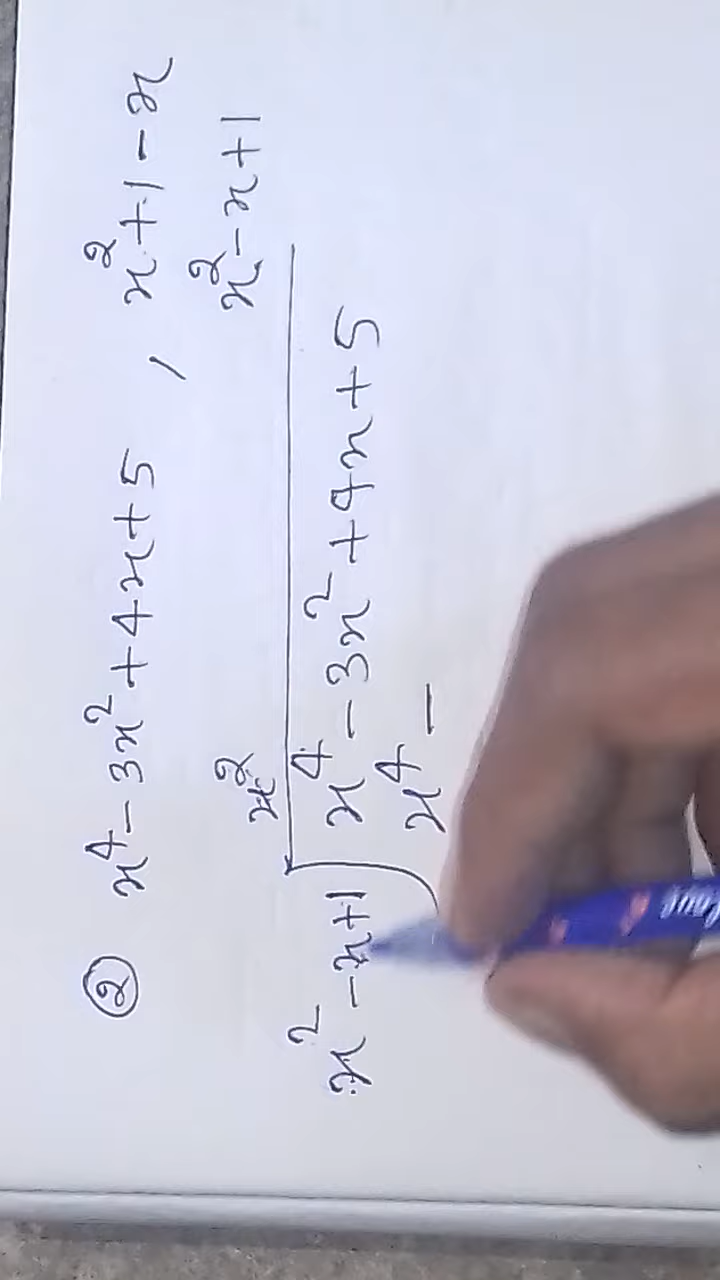 ② x⁴ - 3x² + 4x + 5 , x² + 1 - x
x² - x + 1
x²
x² - x + 1 x⁴ - 3x² + 4x + 5
x⁴ -